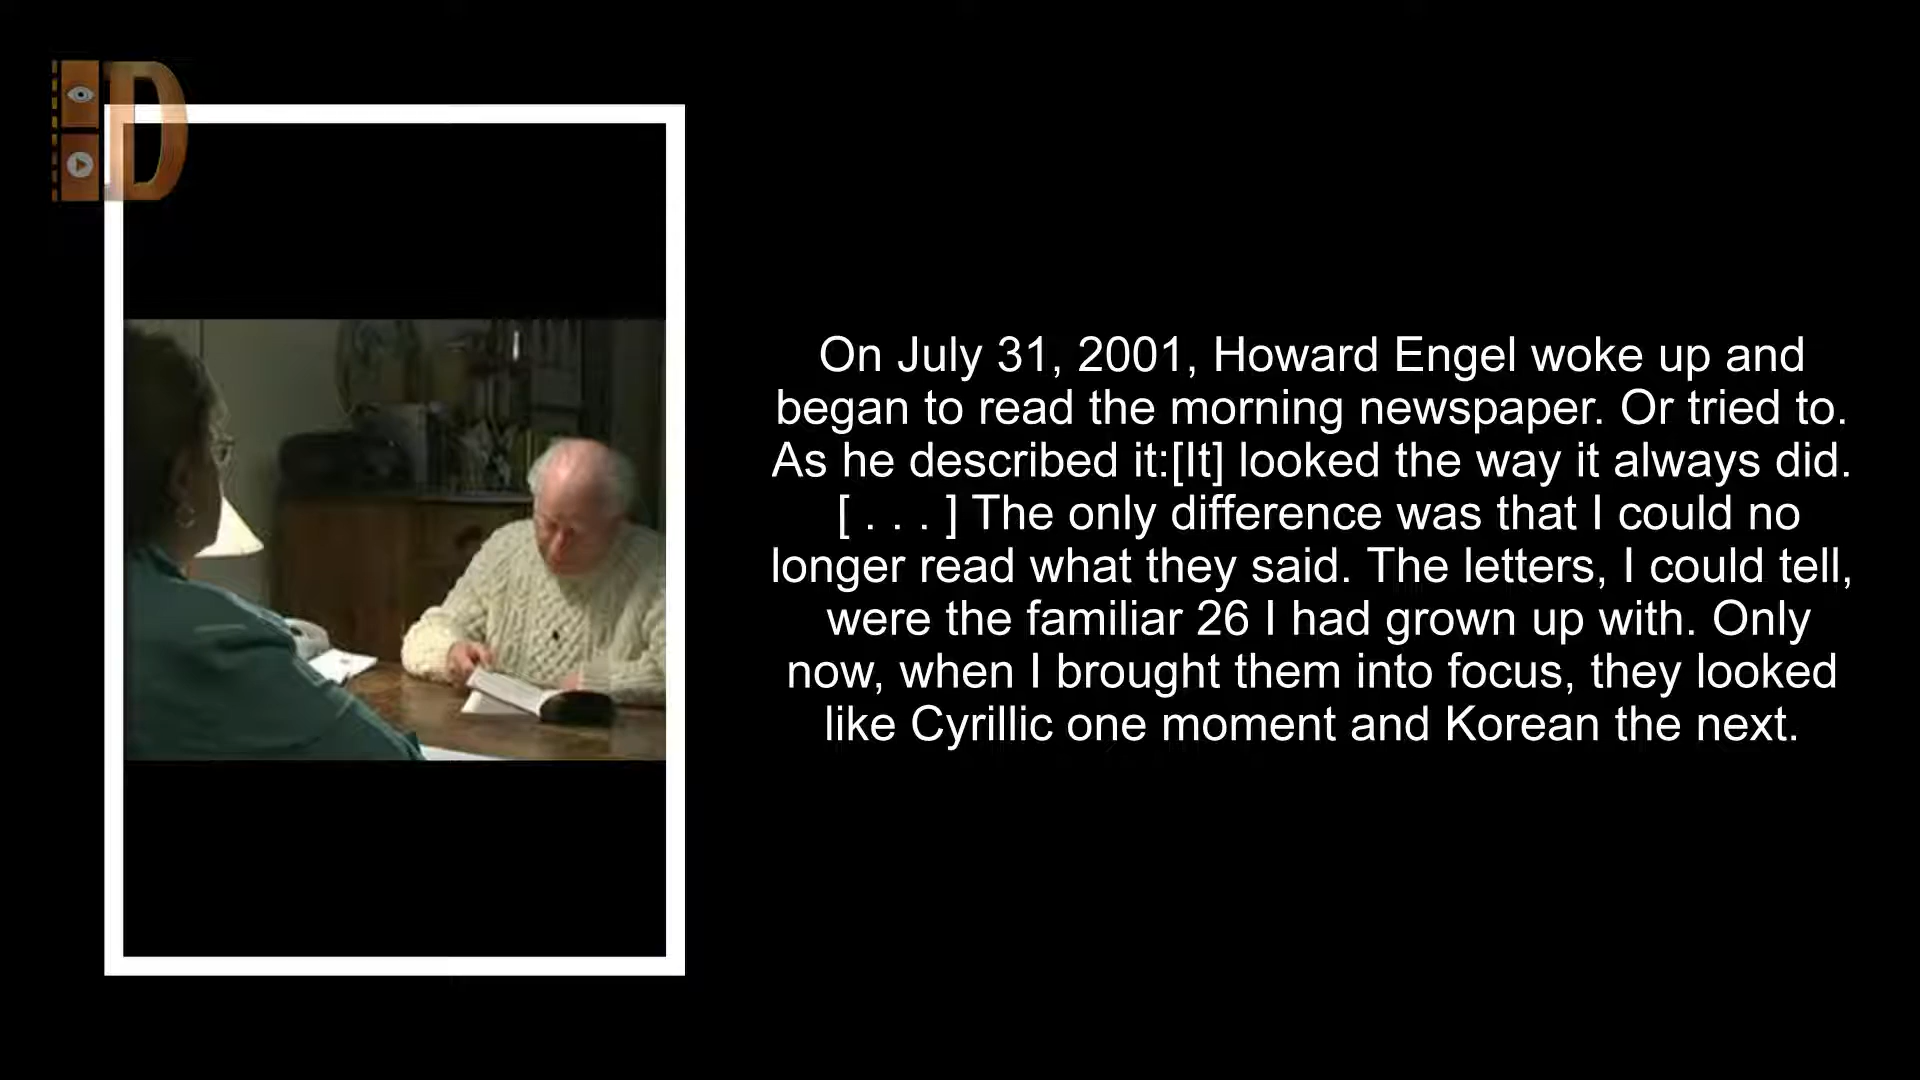 D
On July 31, 2001, Howard Engel woke up and
began to read the morning newspaper. Or tried to.
As he described it:[It] looked the way it always did.
[ . . . ] The only difference was that I could no
longer read what they said. The letters, I could tell,
were the familiar 26 I had grown up with. Only
now, when I brought them into focus, they looked
like Cyrillic one moment and Korean the next.